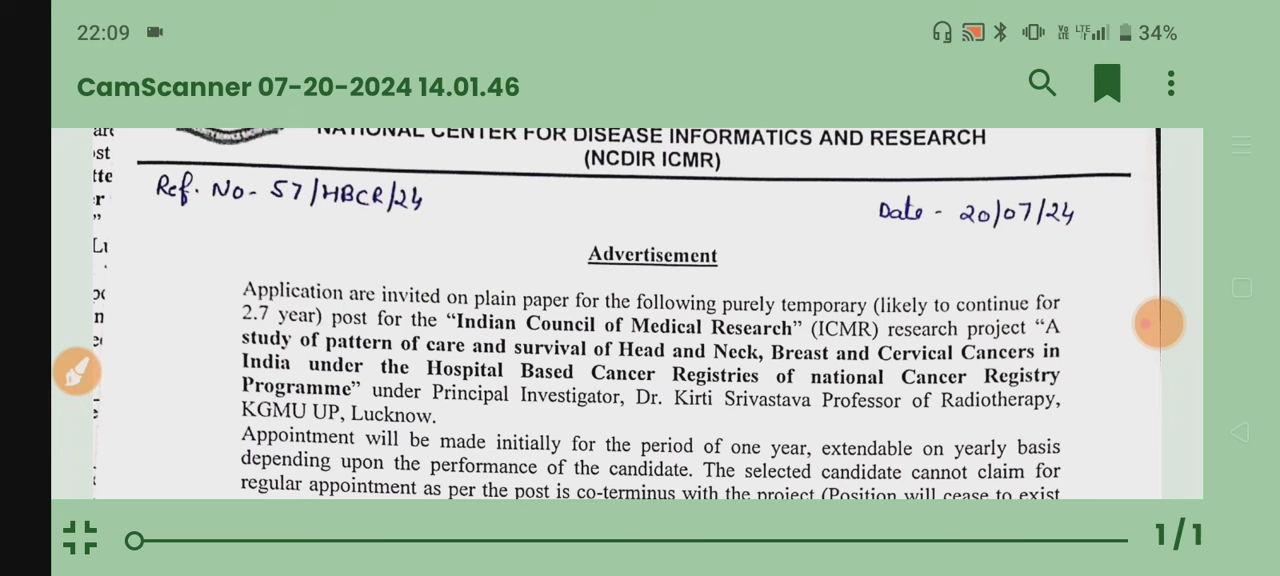 22:09
Vo LTE LTE 34%
CamScanner 07-20-2024 14.01.46
NATIONAL CENTER FOR DISEASE INFORMATICS AND RESEARCH
(NCDIR ICMR)
Ref. No- 57/HBCR/24
Date - 20/07/24
Advertisement
Application are invited on plain paper for the following purely temporary (likely to continue for
2.7 year) post for the “Indian Council of Medical Research” (ICMR) research project “A
study of pattern of care and survival of Head and Neck, Breast and Cervical Cancers in
India under the Hospital Based Cancer Registries of national Cancer Registry
Programme” under Principal Investigator, Dr. Kirti Srivastava Professor of Radiotherapy,
KGMU UP, Lucknow.
Appointment will be made initially for the period of one year, extendable on yearly basis
depending upon the performance of the candidate. The selected candidate cannot claim for
regular appointment as per the post is co-terminus with the project (Position will cease to exist
1/1